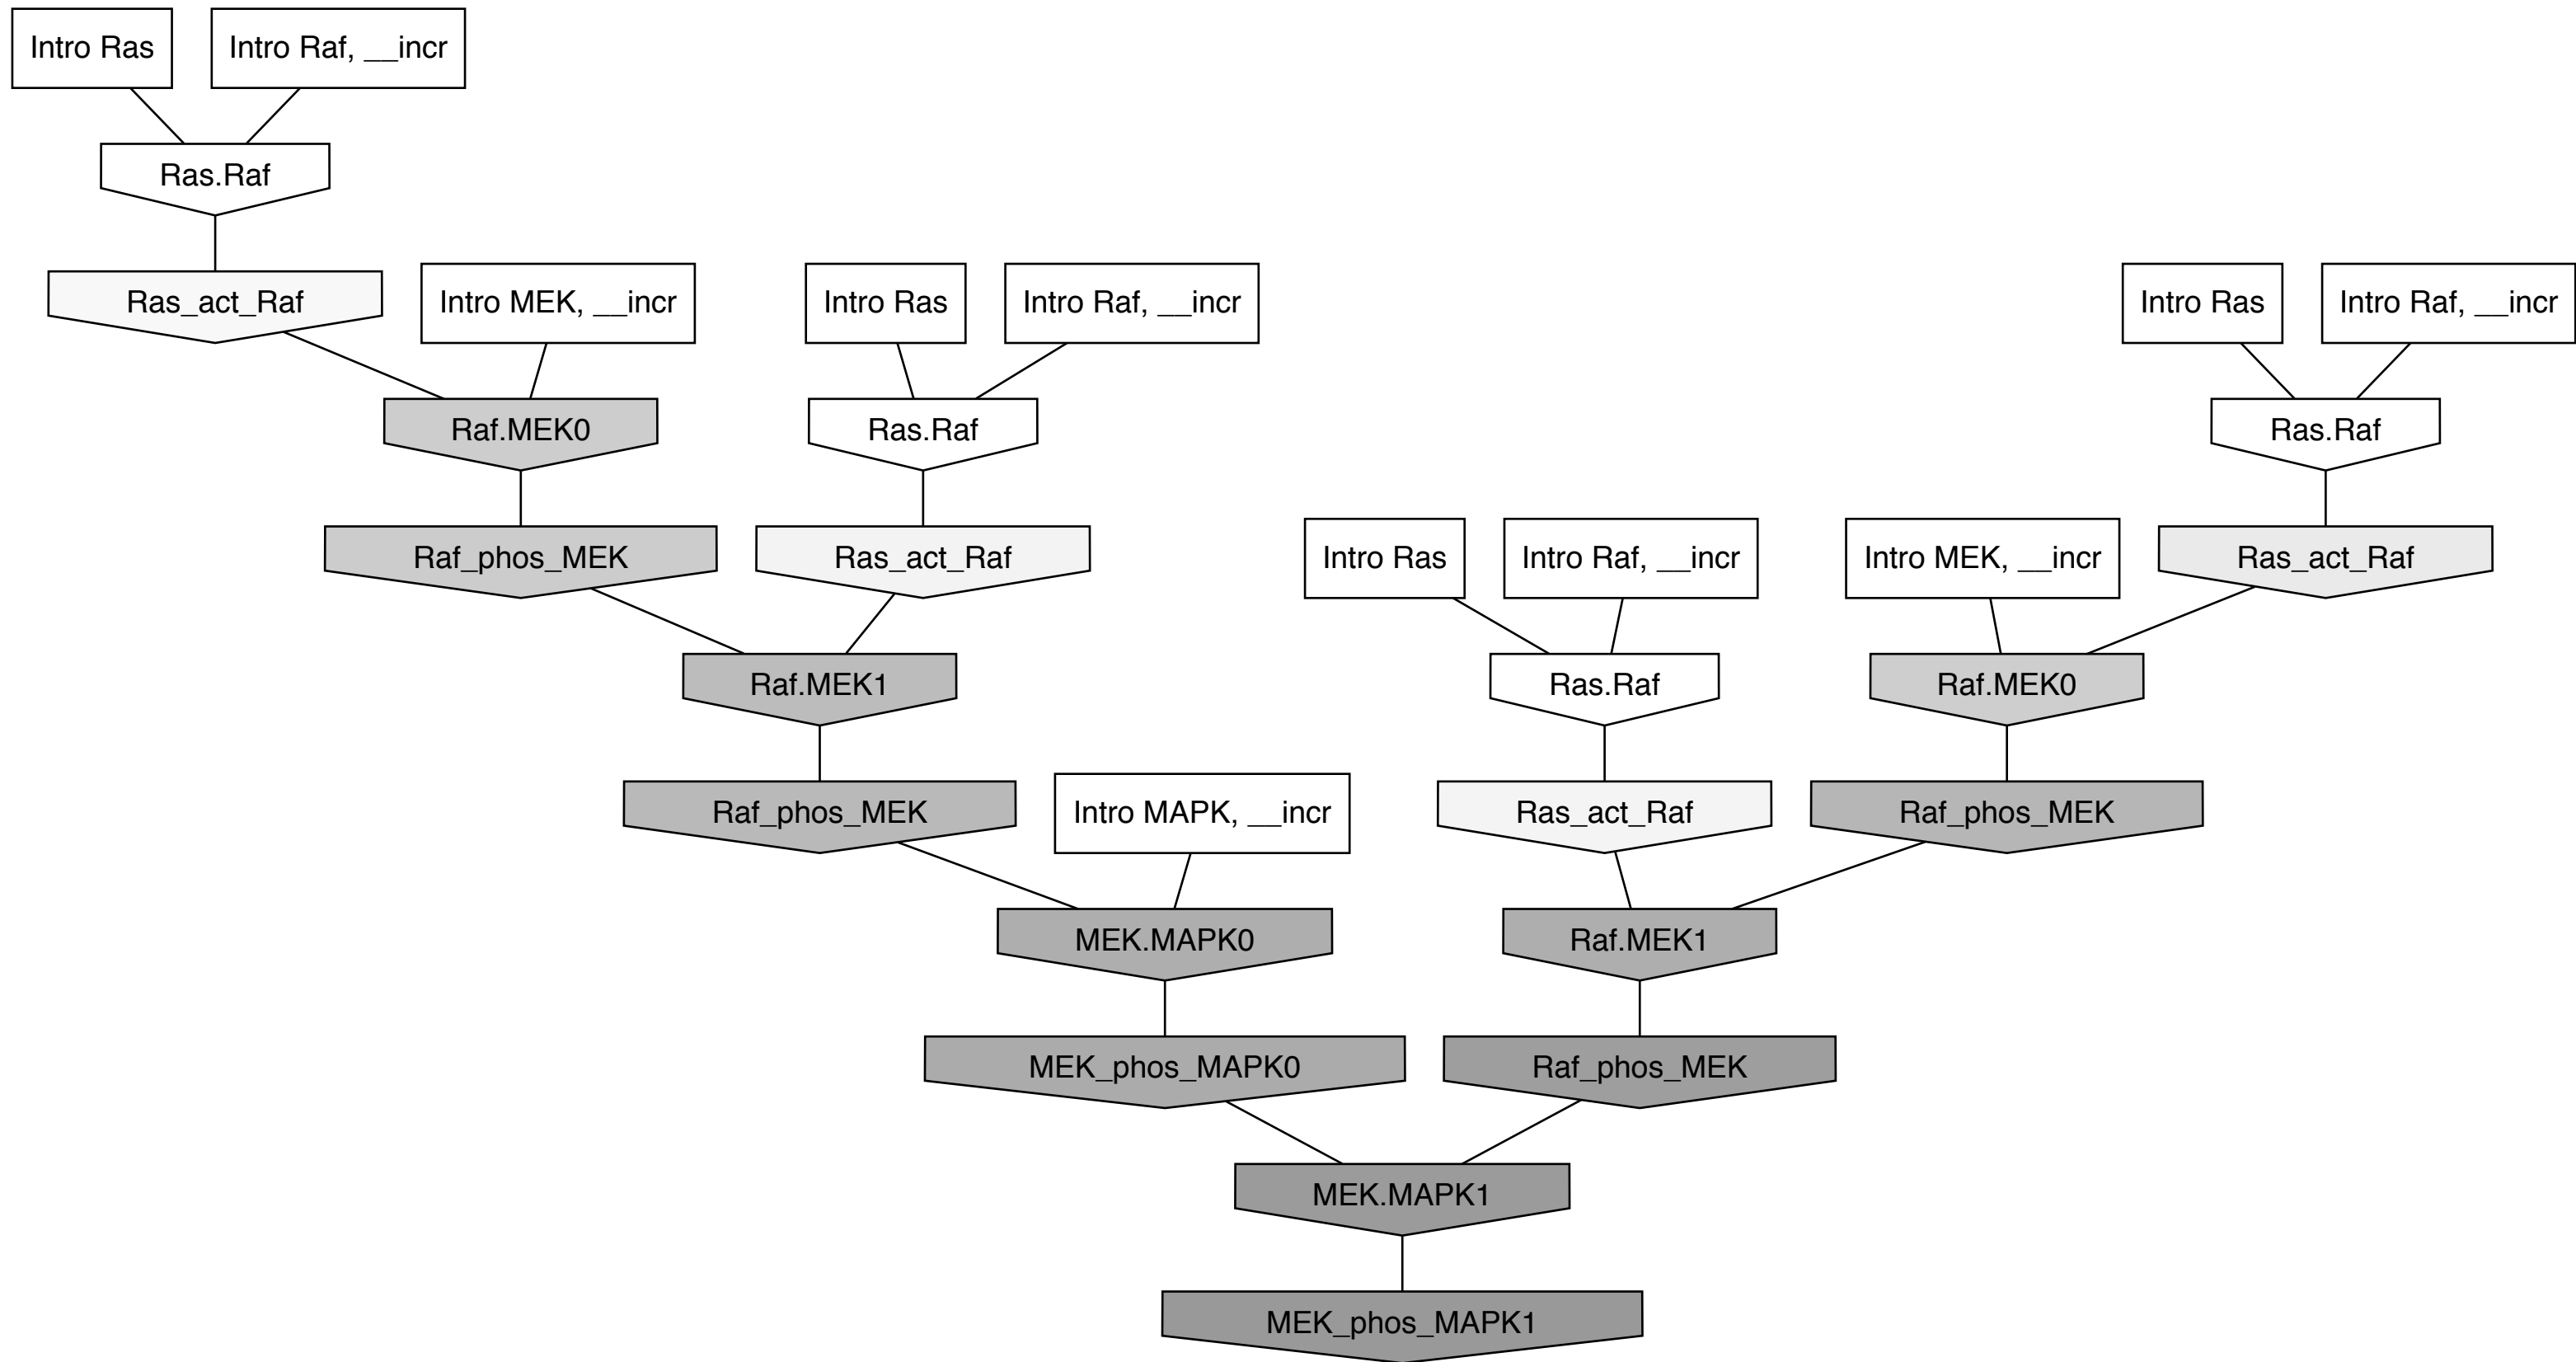 Intro Ras
Intro Raf, __incr
Ras.Raf
Ras_act_Raf
Intro MEK, __incr
Intro Ras
Intro Raf, __incr
Intro Ras
Intro Raf, __incr
Raf.MEK0
Ras.Raf
Ras.Raf
Raf_phos_MEK
Ras_act_Raf
Intro Ras
Intro Raf, __incr
Intro MEK, __incr
Ras_act_Raf
Raf.MEK1
Ras.Raf
Raf.MEK0
Raf_phos_MEK
Intro MAPK, __incr
Ras_act_Raf
Raf_phos_MEK
MEK.MAPK0
Raf.MEK1
MEK_phos_MAPK0
Raf_phos_MEK
MEK.MAPK1
MEK_phos_MAPK1